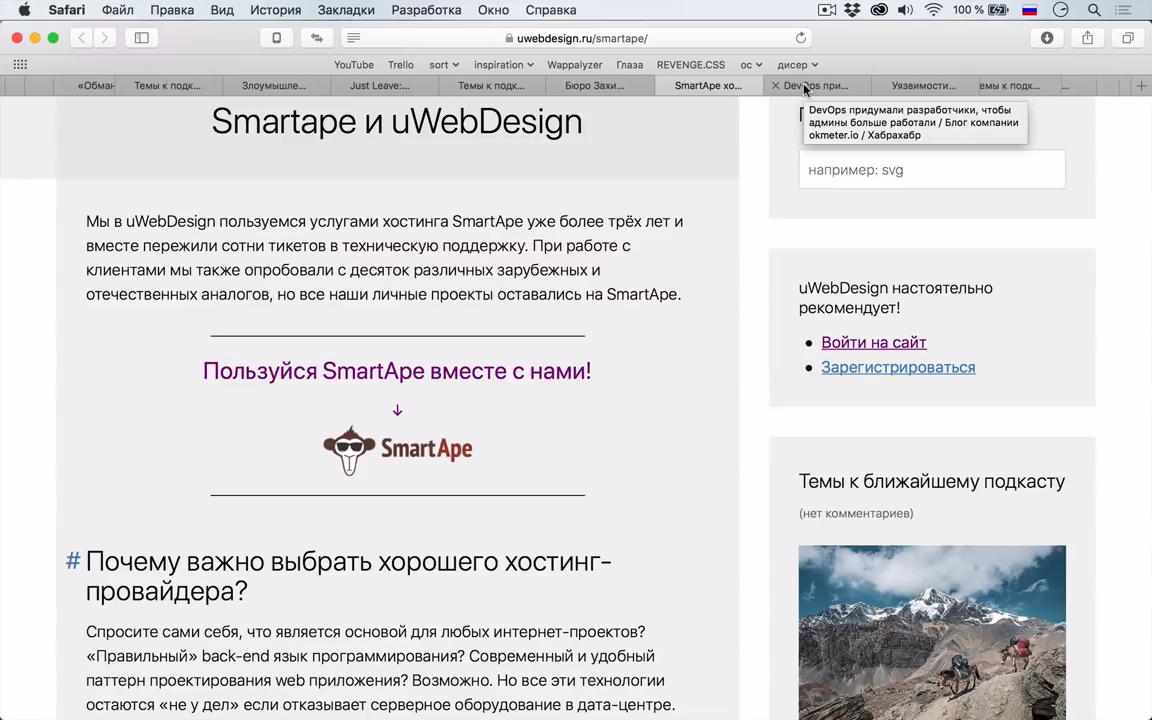 Safari Файл Правка Вид История Закладки Разработка Окно Справка 100 %
uwebdesign.ru/smartape/
YouTube Trello sort inspiration Wappalyzer Глаза REVENGE.CSS ос дисер
«Обман Темы к подк... Злоумышле... Just Leave:... Темы к подк... Бюро Захи... SmartApe хо... DevOps при... Уязвимости... емы к подк... ...
DevOps придумали разработчики, чтобы
админы больше работали / Блог компании
okmeter.io / Хабрахабр
Smartape и uWebDesign
Мы в uWebDesign пользуемся услугами хостинга SmartApe уже более трёх лет и
вместе пережили сотни тикетов в техническую поддержку. При работе с
клиентами мы также опробовали с десяток различных зарубежных и
отечественных аналогов, но все наши личные проекты оставались на SmartApe.
Пользуйся SmartApe вместе с нами!
↓
SmartApe
# Почему важно выбрать хорошего хостинг-
провайдера?
Спросите сами себя, что является основой для любых интернет-проектов?
«Правильный» back-end язык программирования? Современный и удобный
паттерн проектирования web приложения? Возможно. Но все эти технологии
остаются «не у дел» если отказывает серверное оборудование в дата-центре.
например: svg
uWebDesign настоятельно
рекомендует!
• Войти на сайт
• Зарегистрироваться
Темы к ближайшему подкасту
(нет комментариев)